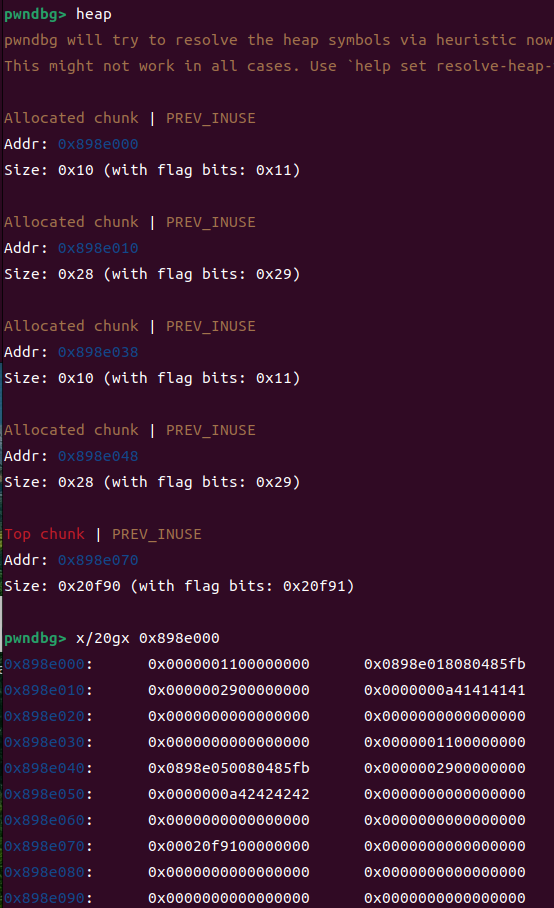 pwndbg> heap
pwndbg will try to resolve the heap symbols via heuristic now
This might not work in all cases. Use `help set resolve-heap-
Allocated chunk | PREV_INUSE
Addr: 0x898e000
Size: 0x10 (with flag bits: 0x11)
Allocated chunk | PREV_INUSE
Addr: 0x898e010
Size: 0x28 (with flag bits: 0x29)
Allocated chunk | PREV_INUSE
Addr: 0x898e038
Size: 0x10 (with flag bits: 0x11)
Allocated chunk | PREV_INUSE
Addr: 0x898e048
Size: 0x28 (with flag bits: 0x29)
Top chunk | PREV_INUSE
Addr: 0x898e070
Size: 0x20f90 (with flag bits: 0x20f91)
pwndbg> x/20gx 0x898e000
0x898e000: 0x0000001100000000 0x0898e018080485fb
0x898e010: 0x0000002900000000 0x0000000a41414141
0x898e020: 0x0000000000000000 0x0000000000000000
0x898e030: 0x0000000000000000 0x0000001100000000
0x898e040: 0x0898e050080485fb 0x0000002900000000
0x898e050: 0x0000000a42424242 0x0000000000000000
0x898e060: 0x0000000000000000 0x0000000000000000
0x898e070: 0x00020f9100000000 0x0000000000000000
0x898e080: 0x0000000000000000 0x0000000000000000
0x898e090: 0x0000000000000000 0x0000000000000000